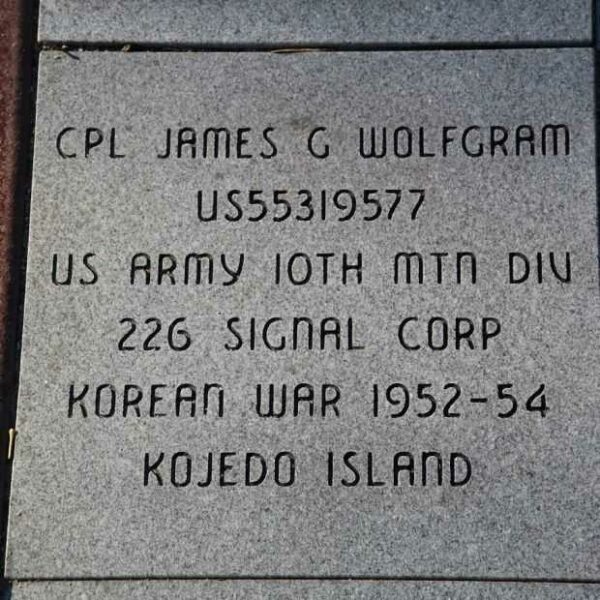 CPL JAMES G WOLFGRAM
US55319577
US ARMY 10TH MTN DIV
226 SIGNAL CORP
KOREAN WAR 1952-54
KOJEDO ISLAND